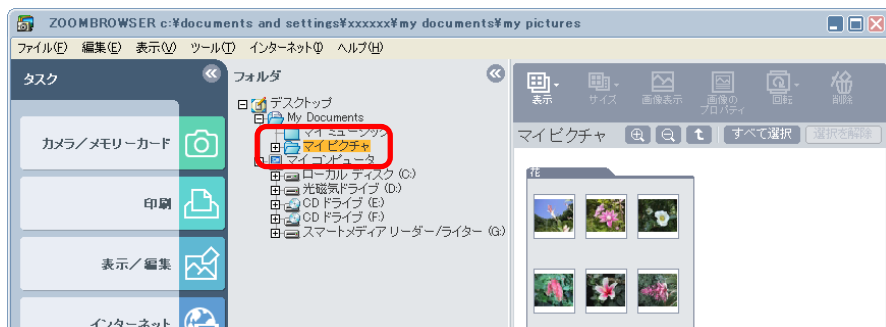 ZOOMBROWSER c:¥documents and settings¥xxxxxx¥my documents¥my pictures
ファイル(F) 編集(E) 表示(V) ツール(T) インターネット(I) ヘルプ(H)
タスク
カメラ/メモリーカード
印刷
表示/編集
インターネット
フォルダ
デスクトップ
My Documents
マイ ミュージック
マイ ピクチャ
マイ コンピュータ
ローカル ディスク (C:)
光磁気ドライブ (D:)
CD ドライブ (E:)
CD ドライブ (F:)
スマートメディア リーダー/ライター (G:)
表示 サイズ 画像表示 画像のプロパティ 回転 削除
マイ ピクチャ すべて選択 選択を解除
花